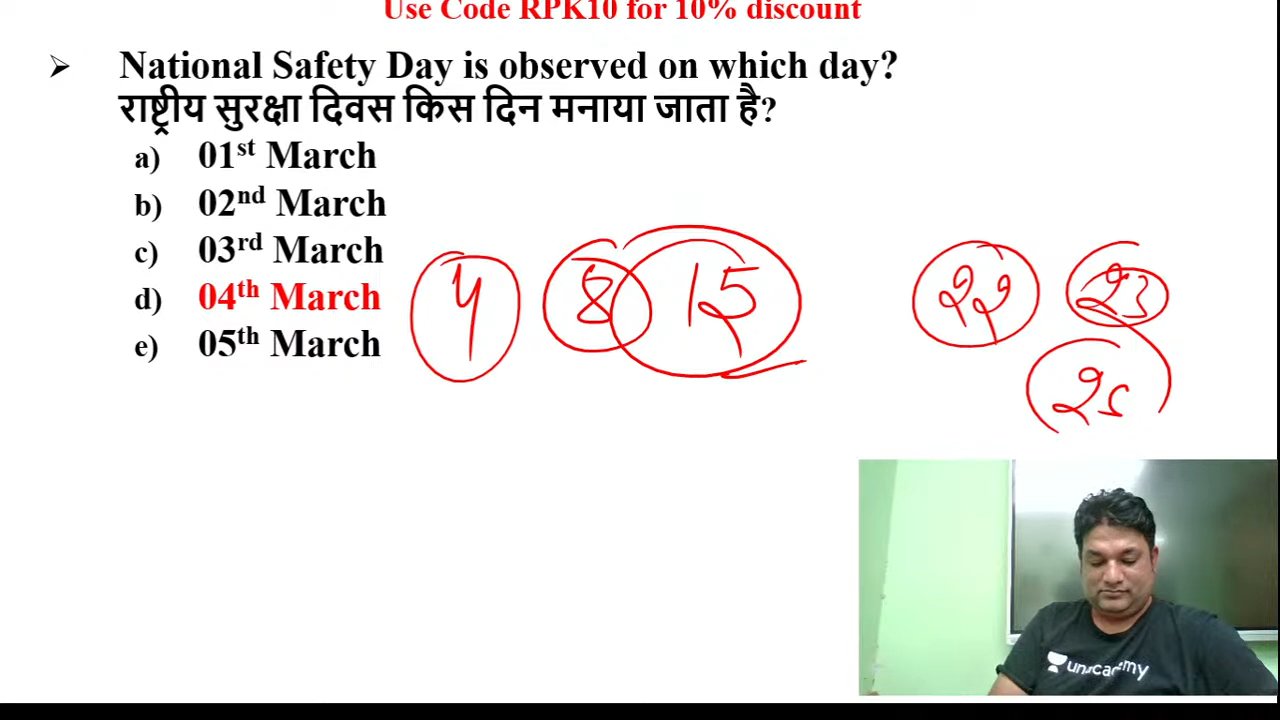 Use Code RPK10 for 10% discount
➢ National Safety Day is observed on which day?
राष्ट्रीय सुरक्षा दिवस किस दिन मनाया जाता है?
a) 01st March
b) 02nd March
c) 03rd March
d) 04th March
e) 05th March
4 8 15 22 23
unacademy